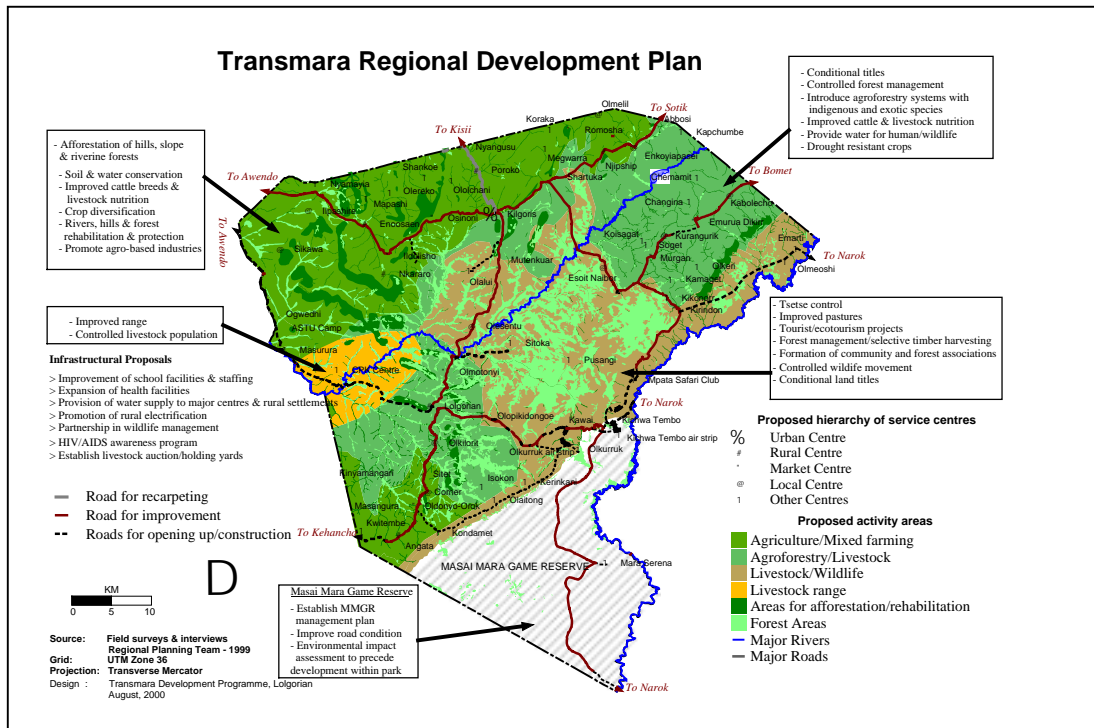 Transmara Regional Development Plan
- Conditional titles
- Controlled forest management
- Introduce agroforestry systems with
indigenous and exotic species
- Improved cattle & livestock nutrition
- Provide water for human/wildlife
- Drought resistant crops
- Afforestation of hills, slope
& riverine forests
- Soil & water conservation
- Improved cattle breeds &
livestock nutrition
- Crop diversification
- Rivers, hills & forest
rehabilitation & protection
- Promote agro-based industries
- Improved range
- Controlled livestock population
Infrastructural Proposals
> Improvement of school facilities & staffing
> Expansion of health facilities
> Provision of water supply to major centres & rural settlements
> Promotion of rural electrification
> Partnership in wildlife management
> HIV/AIDS awareness program
> Establish livestock auction/holding yards
Road for recarpeting
Road for improvement
Roads for opening up/construction
KM
0 5 10
D
Source: Field surveys & interviews
Regional Planning Team - 1999
Grid: UTM Zone 36
Projection: Transverse Mercator
Design : Transmara Development Programme, Lolgorian
August, 2000
Masai Mara Game Reserve
- Establish MMGR
management plan
- Improve road condition
- Environmental impact
assessment to precede
development within park
- Tsetse control
- Improved pastures
- Tourist/ecotourism projects
- Forest management/selective timber harvesting
- Formation of community and forest associations
- Controlled wildlife movement
- Conditional land titles
Proposed hierarchy of service centres
% Urban Centre
# Rural Centre
* Market Centre
@ Local Centre
1 Other Centres
Proposed activity areas
Agriculture/Mixed farming
Agroforestry/Livestock
Livestock/Wildlife
Livestock range
Areas for afforestation/rehabilitation
Forest Areas
Major Rivers
Major Roads
To Kisii
To Sotik
To Bomet
To Narok
To Awendo
To Awendo
To Narok
To Kehancha
To Narok
Olmelil
Abbosi
Koraka
Romosha
Kapchumbe
Nyangusu
Megwarra
Enkoyiapasei
Shankoe
Poroko
Njipship
Shartuka
Chemamit
Nyamayia
Olereko
Oloichani
Mapashi
Changina
Kabolecho
Osinoni
%
Kilgoris
Enoosaen
Emurua Dikirr
Koisagat
Kurangurik
Soget
Emarti
Sikawa
Mutenkuar
Murgan
Nkararo
Esoit Naibor
Oikeri
Olmeoshi
Olalui
Kamaget
Kikonorr
Ogwedhi
Kirindon
ASTU Camp
Olesentu
Sitoka
Masurura
Pusangi
CPK Centre
Olmotonyi
Mpata Safari Club
Lolgorian
Olopikidongoe
Kawai
Kichwa Tembo
Kichwa Tembo air strip
Olkurruk air strip
Olkurruk
Olkiloriti
Sitet
Kerinkani
Kinyamangari
Isokon
Corner
Olaitong
Masangura
Oldonyo-Orok
Kwitembe
Kondamet
Angata
MASAI MARA GAME RESERVE
Mara Serena